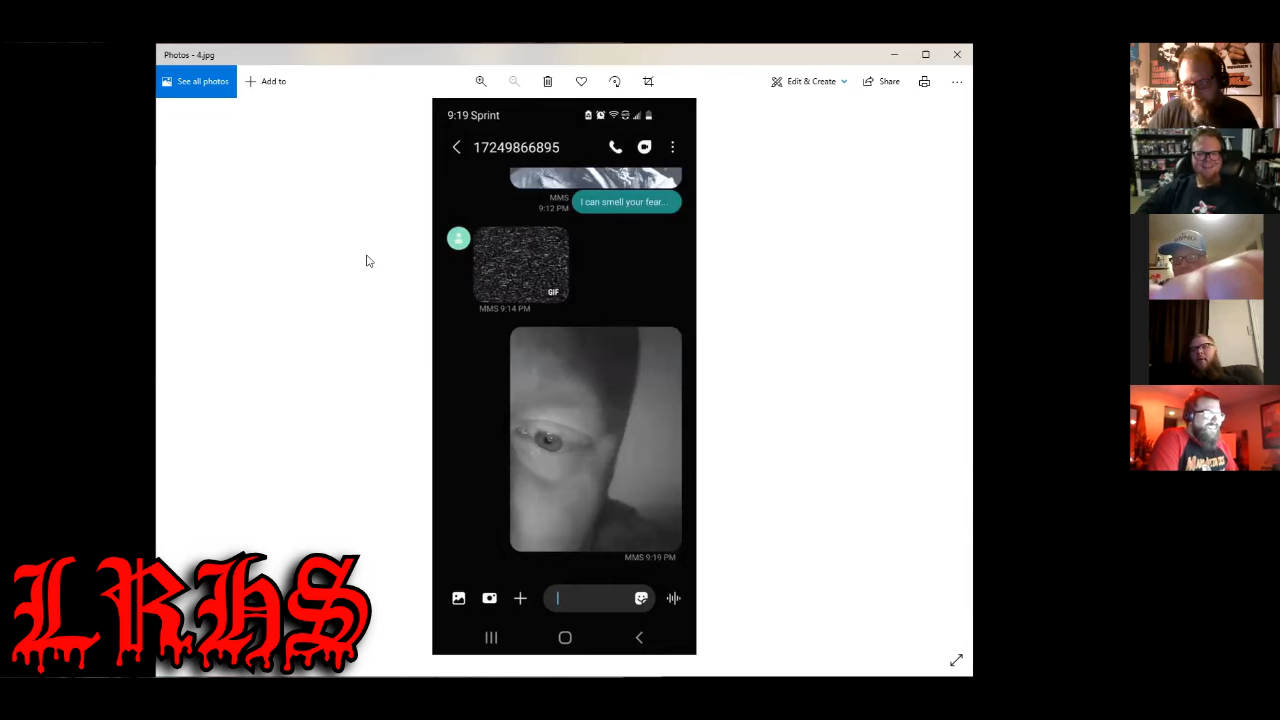 Photos - 4.jpg
See all photos
Add to
Edit & Create
Share
9:19 Sprint
17249866895
MMS
9:12 PM
I can smell your fear...
GIF
MMS 9:14 PM
MMS 9:19 PM
LRHS